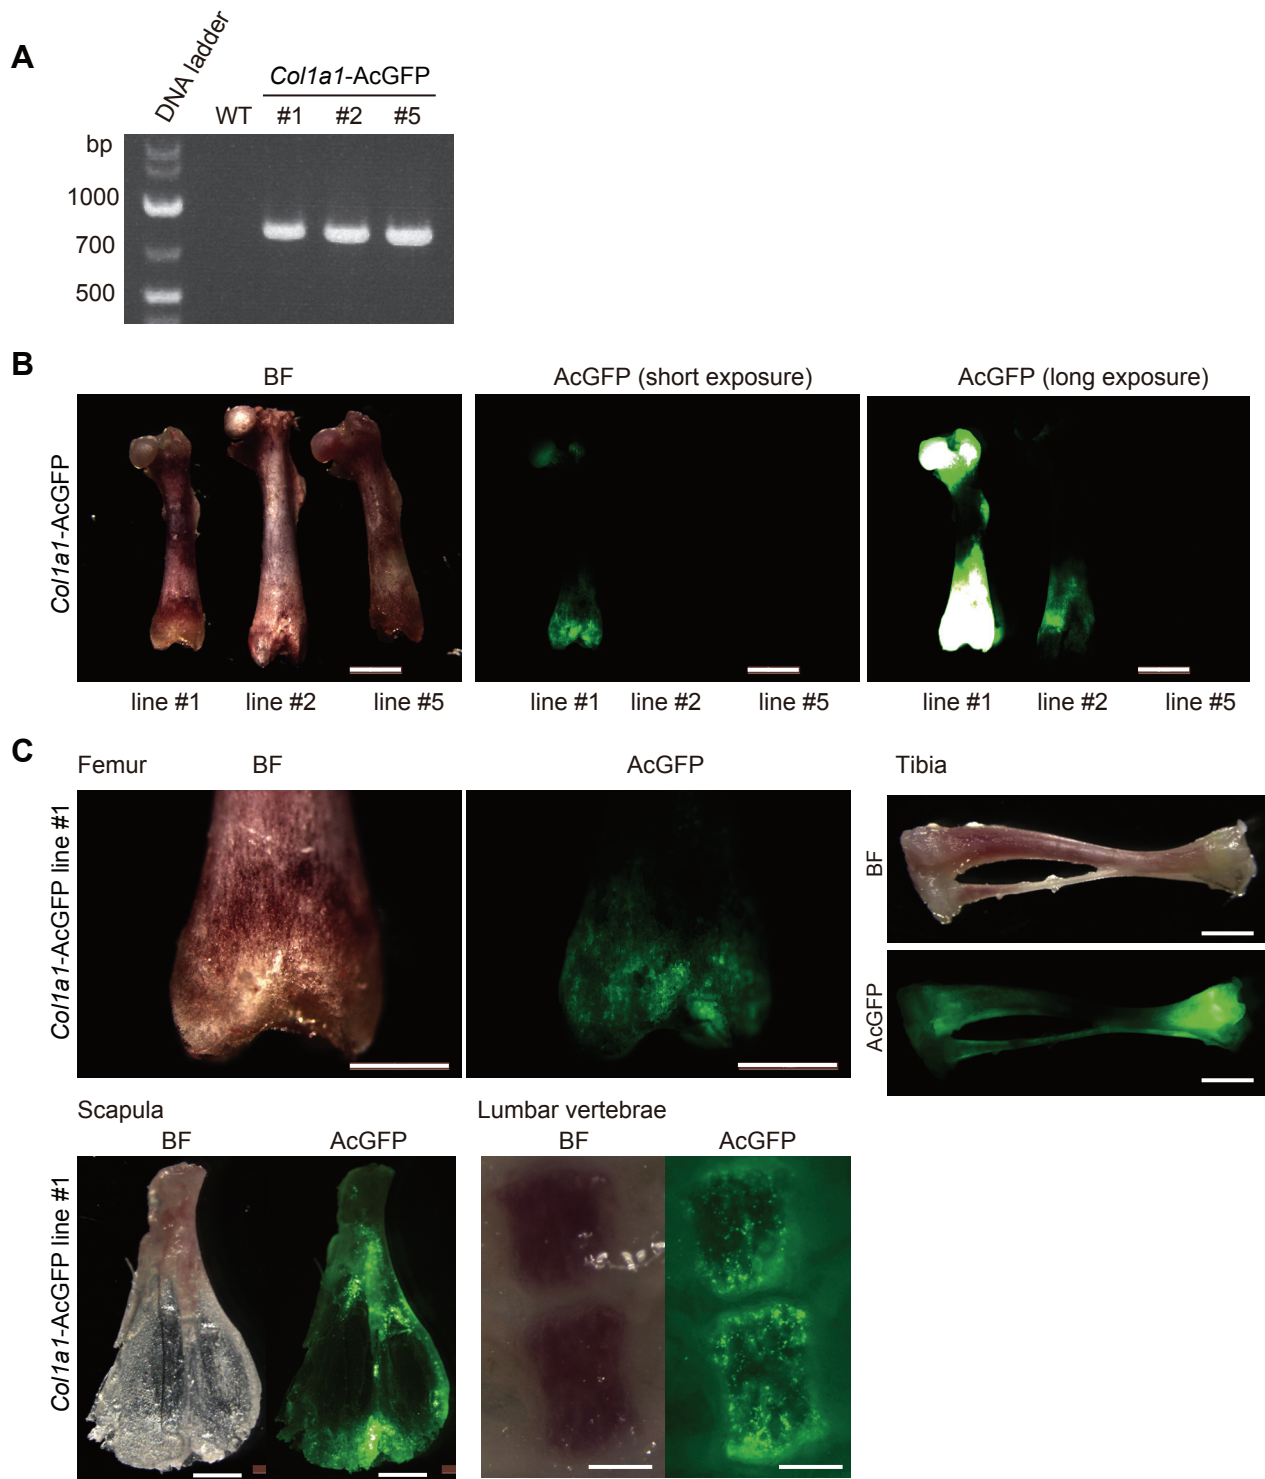 A
DNA ladder
Col1a1-AcGFP
WT #1 #2 #5
bp
1000
700
500
B
BF AcGFP (short exposure) AcGFP (long exposure)
Col1a1-AcGFP
line #1 line #2 line #5 line #1 line #2 line #5 line #1 line #2 line #5
C
Femur BF AcGFP Tibia
Col1a1-AcGFP line #1
BF
AcGFP
Scapula Lumbar vertebrae
BF AcGFP BF AcGFP
Col1a1-AcGFP line #1